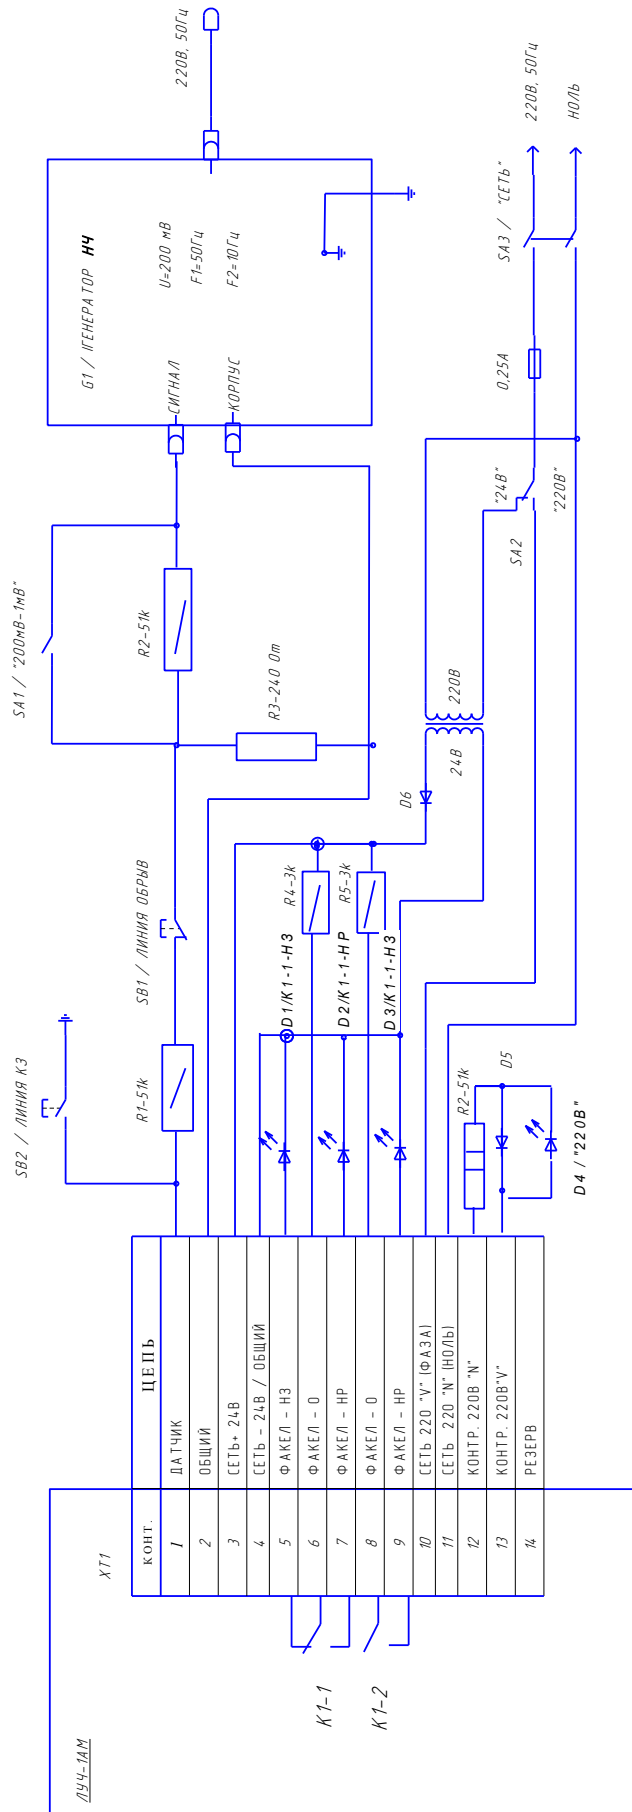 220В, 50Гц
G1 / ГЕНЕРАТОР НЧ
U=200 мВ
F1=50Гц
F2=10Гц
СИГНАЛ
КОРПУС
220В, 50Гц
НОЛЬ
SA3 / "СЕТЬ"
0,25А
"24В"
"220В"
SA2
SA1 / "200мВ-1мВ"
R2-51k
R3-240 Om
220В
24В
D6
SB1 / ЛИНИЯ ОБРЫВ
R4-3k
R5-3k
D1/K1-1-НЗ
D2/K1-1-НР
D3/K1-1-НЗ
SB2 / ЛИНИЯ КЗ
R1-51k
R2-51k
D5
D4 / "220В"
XT1
КОНТ. ЦЕПЬ
1 ДАТЧИК
2 ОБЩИЙ
3 СЕТЬ+ 24В
4 СЕТЬ - 24В / ОБЩИЙ
5 ФАКЕЛ - НЗ
6 ФАКЕЛ - О
7 ФАКЕЛ - НР
8 ФАКЕЛ - О
9 ФАКЕЛ - НР
10 СЕТЬ 220 "V" (ФАЗА)
11 СЕТЬ 220 "N" (НОЛЬ)
12 КОНТР. 220В "N"
13 КОНТР. 220В"V"
14 РЕЗЕРВ
K1-1
K1-2
ЛУЧ-1АМ